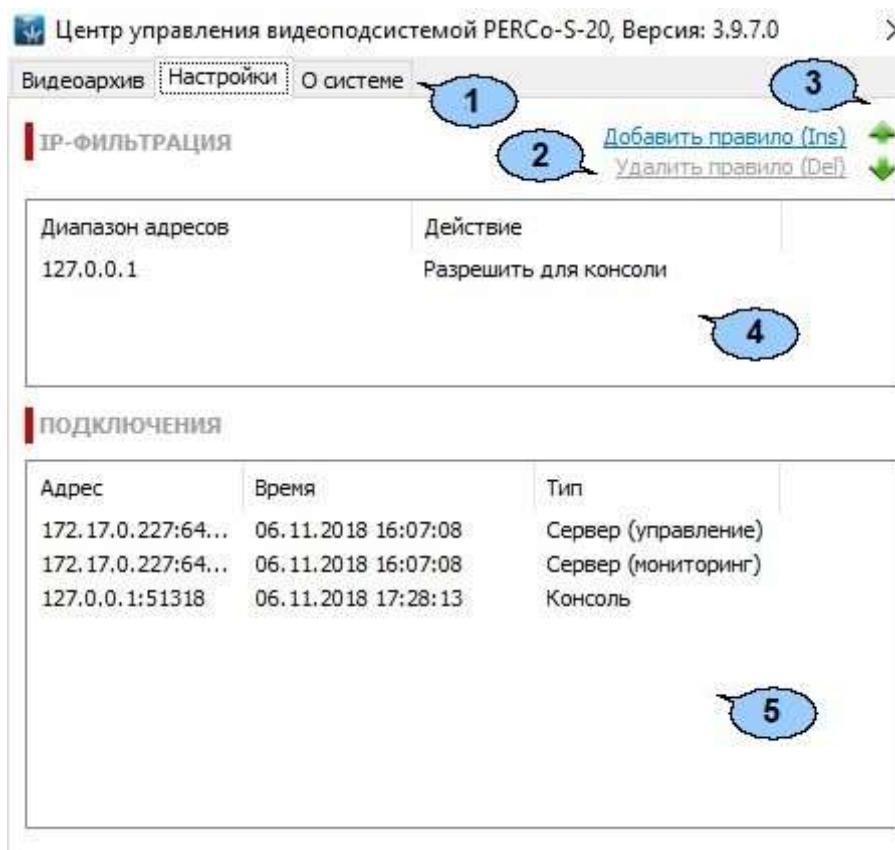 Центр управления видеоподсистемой PERCo-S-20, Версия: 3.9.7.0
Видеоархив Настройки О системе
1
3
IP-ФИЛЬТРАЦИЯ
2
Добавить правило (Ins)
Удалить правило (Del)
Диапазон адресов Действие
127.0.0.1 Разрешить для консоли
4
ПОДКЛЮЧЕНИЯ
Адрес Время Тип
172.17.0.227:64... 06.11.2018 16:07:08 Сервер (управление)
172.17.0.227:64... 06.11.2018 16:07:08 Сервер (мониторинг)
127.0.0.1:51318 06.11.2018 17:28:13 Консоль
5